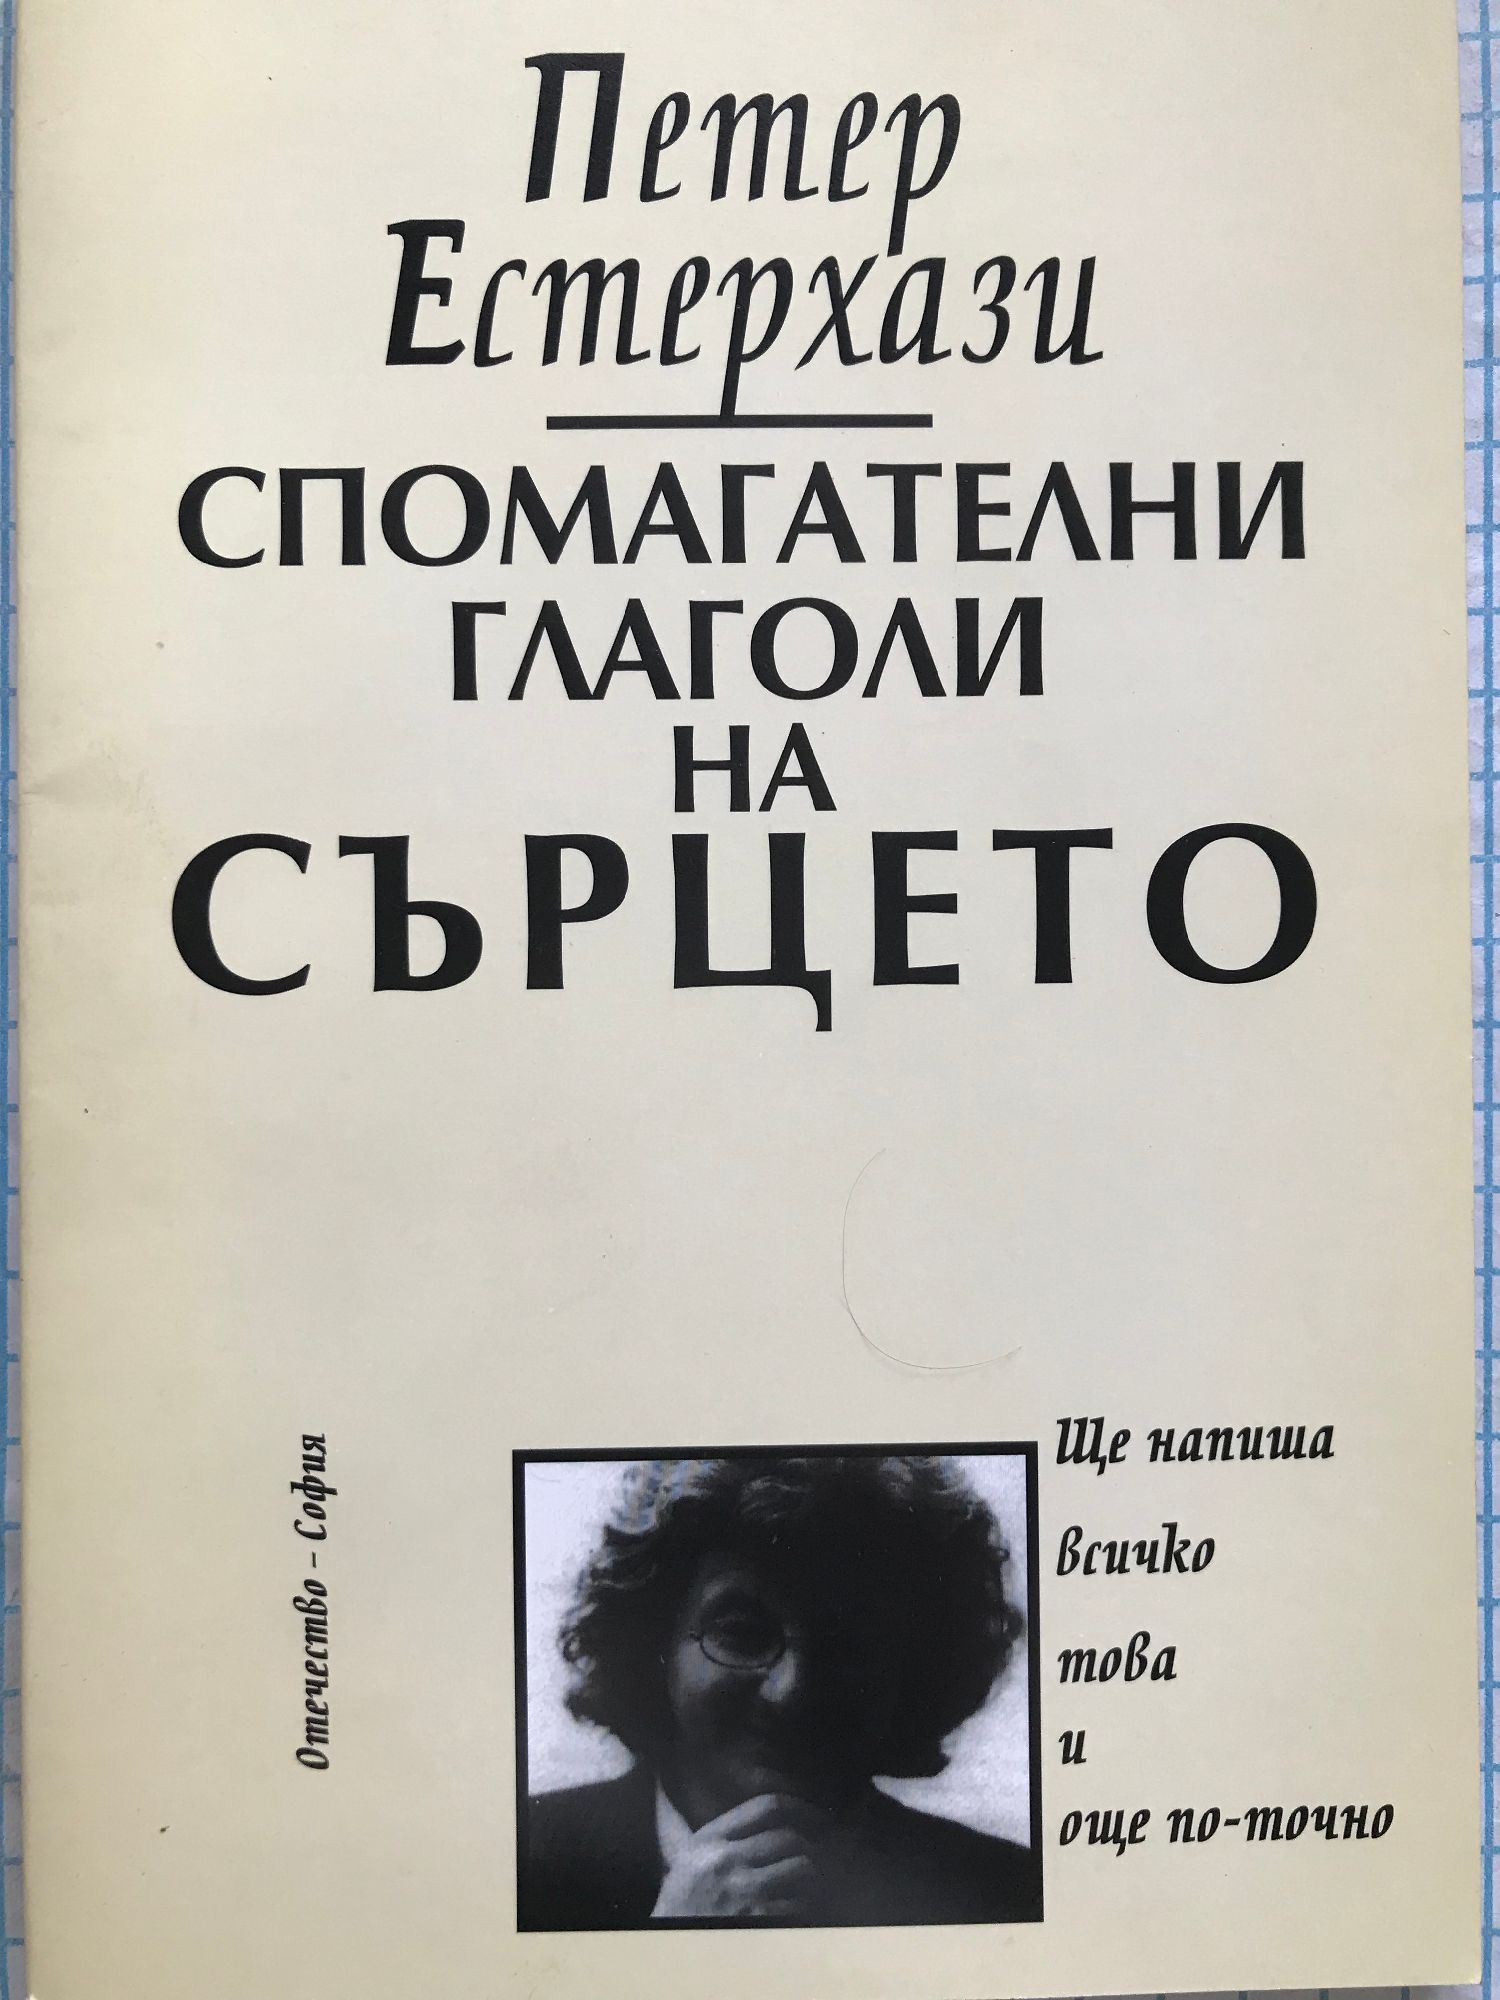 Петер
Естерхази
СПОМАГАТЕЛНИ
ГЛАГОЛИ
НА
СЪРЦЕТО
Отечество – София
Ще напиша
всичко
това
и
още по-точно